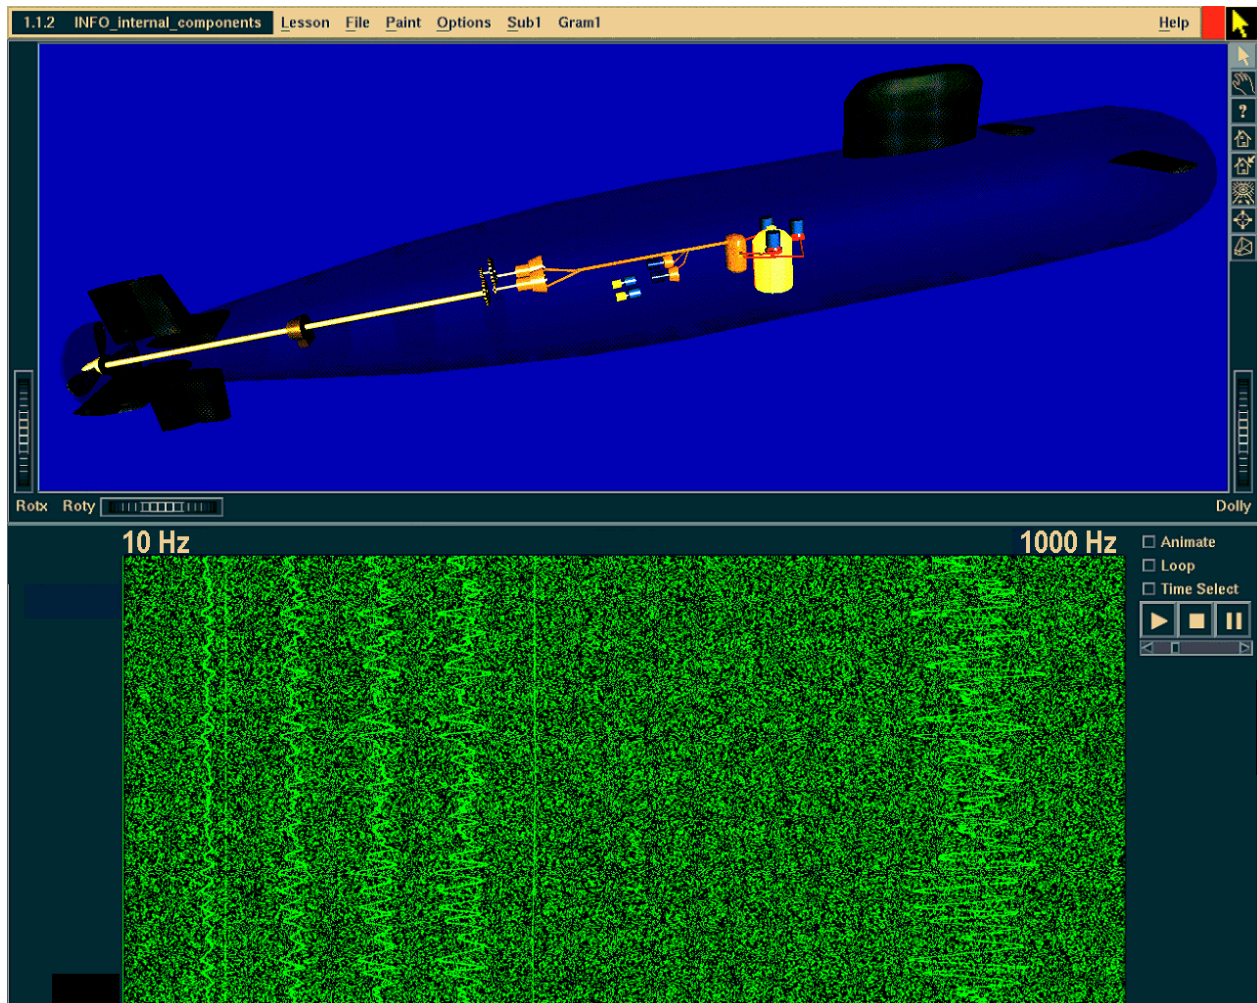 1.1.2 INFO_internal_components Lesson File Paint Options Sub1 Gram1 Help
?
Rotx Roty Dolly
10 Hz 1000 Hz
Animate
Loop
Time Select